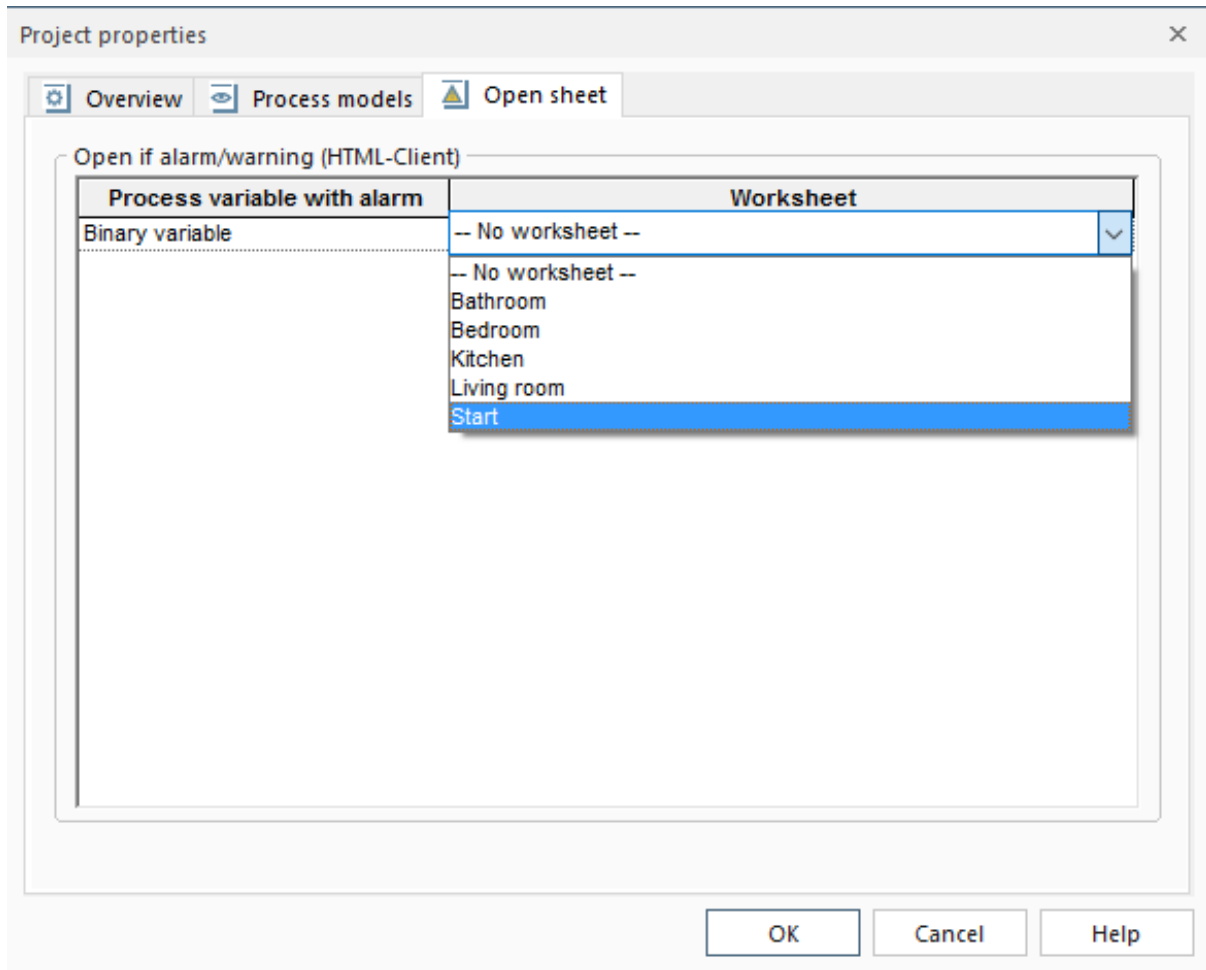 Project properties
Overview Process models Open sheet
Open if alarm/warning (HTML-Client)
Process variable with alarm Worksheet
Binary variable -- No worksheet --
-- No worksheet --
Bathroom
Bedroom
Kitchen
Living room
Start
OK Cancel Help